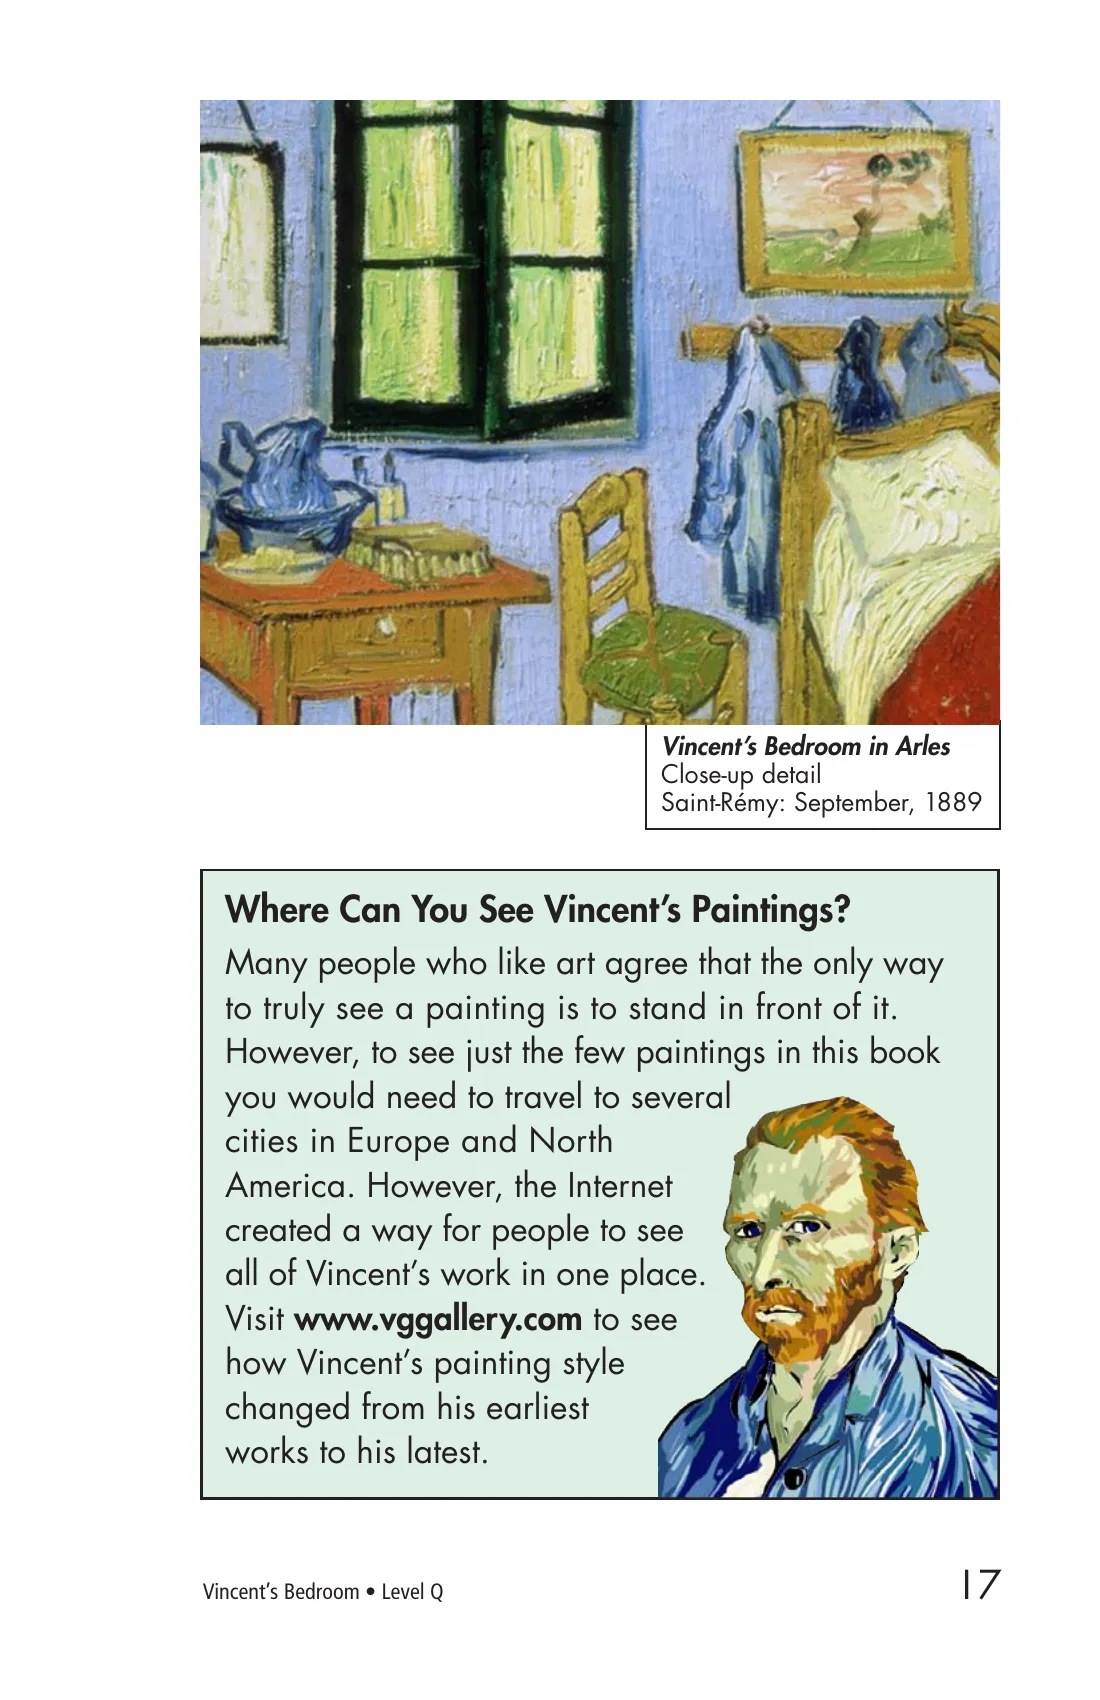 Vincent's Bedroom in Arles
Close-up detail
Saint-Rémy: September, 1889
Where Can You See Vincent's Paintings?
Many people who like art agree that the only way
to truly see a painting is to stand in front of it.
However, to see just the few paintings in this book
you would need to travel to several
cities in Europe and North
America. However, the Internet
created a way for people to see
all of Vincent's work in one place.
Visit www.vggallery.com to see
how Vincent's painting style
changed from his earliest
works to his latest.
Vincent's Bedroom • Level Q
17